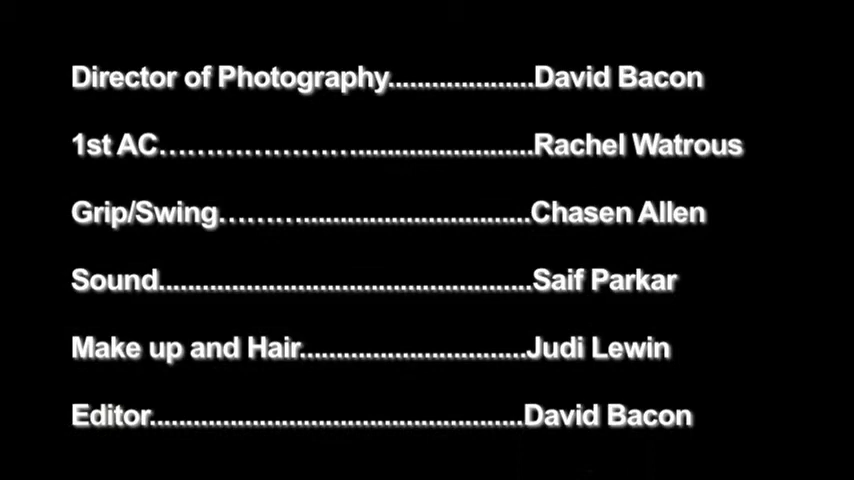 Director of Photography....................David Bacon
1st AC…………………........................Rachel Watrous
Grip/Swing………...............................Chasen Allen
Sound...................................................Saif Parkar
Make up and Hair...............................Judi Lewin
Editor...................................................David Bacon